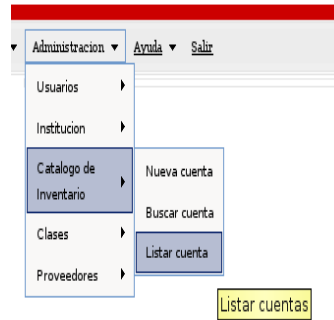 Administracion Ayuda Salir
Usuarios
Institucion
Catalogo de
Inventario
Clases
Proveedores
Nueva cuenta
Buscar cuenta
Listar cuenta
Listar cuentas